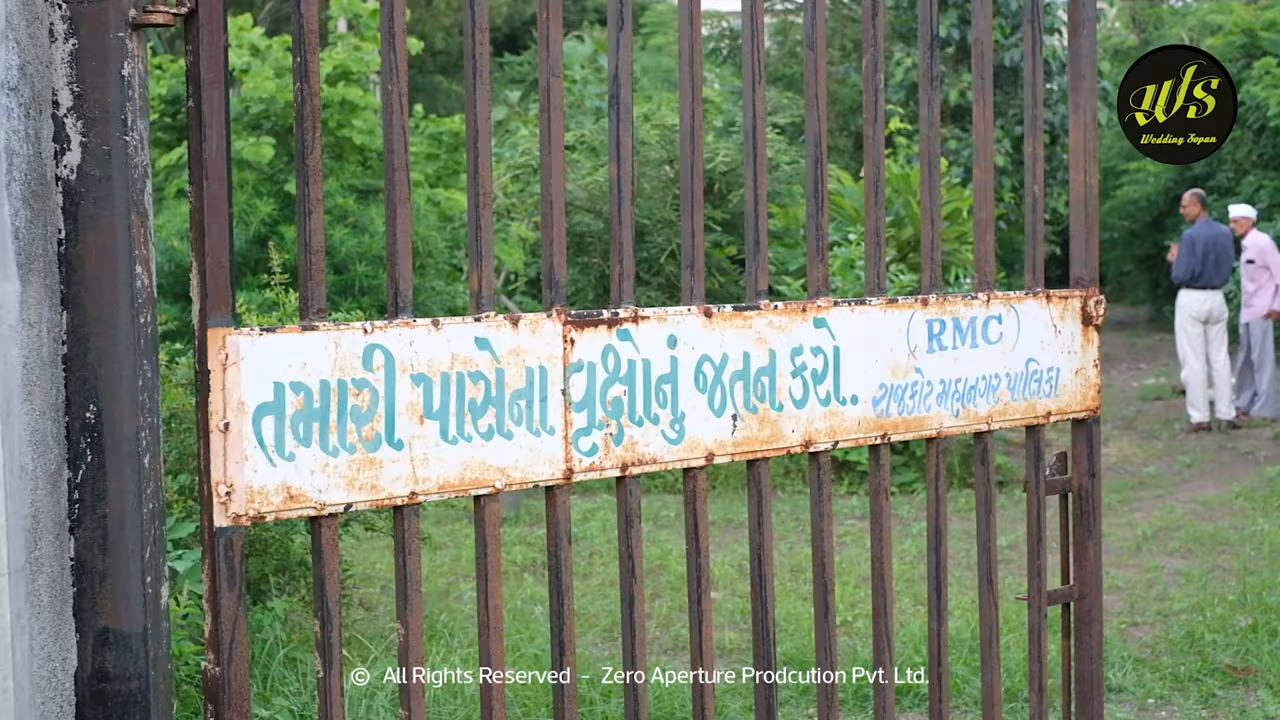 WS
Wedding Sopan
તમારી પાસેના વૃક્ષોનું જતન કરો.
(RMC)
રાજકોટ મહાનગર પાલિકા
© All Rights Reserved - Zero Aperture Prodcution Pvt. Ltd.